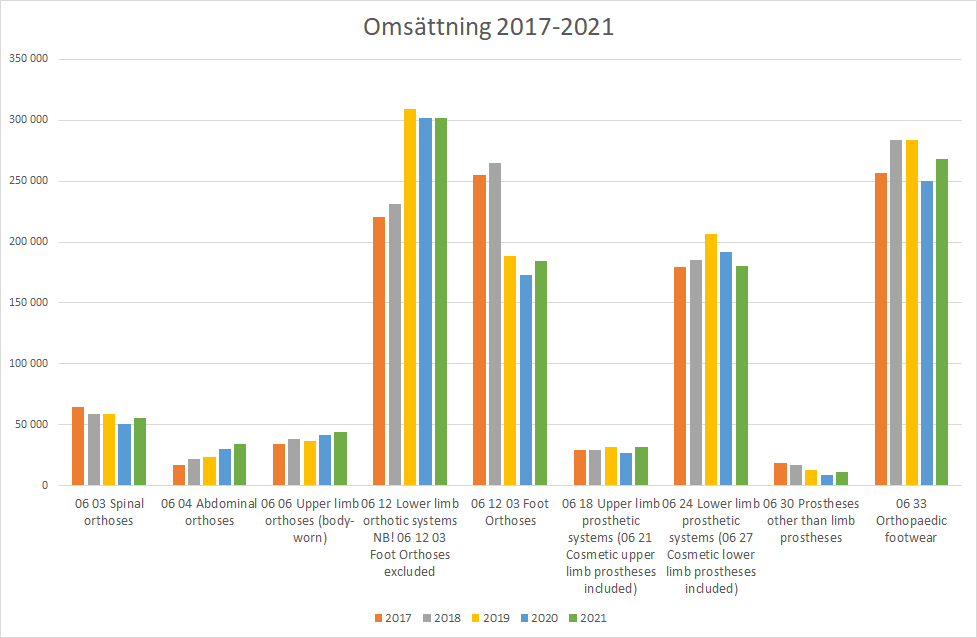 Omsättning 2017-2021
350 000
300 000
250 000
200 000
150 000
100 000
50 000
0
06 03 Spinal
orthoses
06 04 Abdominal
orthoses
06 06 Upper limb
orthoses (body-
worn)
06 12 Lower limb
orthotic systems
NB! 06 12 03
Foot Orthoses
excluded
06 12 03 Foot
Orthoses
06 18 Upper limb
prosthetic
systems (06 21
Cosmetic upper
limb prostheses
included)
06 24 Lower limb
prosthetic
systems (06 27
Cosmetic lower
limb prostheses
included)
06 30 Prostheses
other than limb
prostheses
06 33
Orthopaedic
footwear
2017 2018 2019 2020 2021